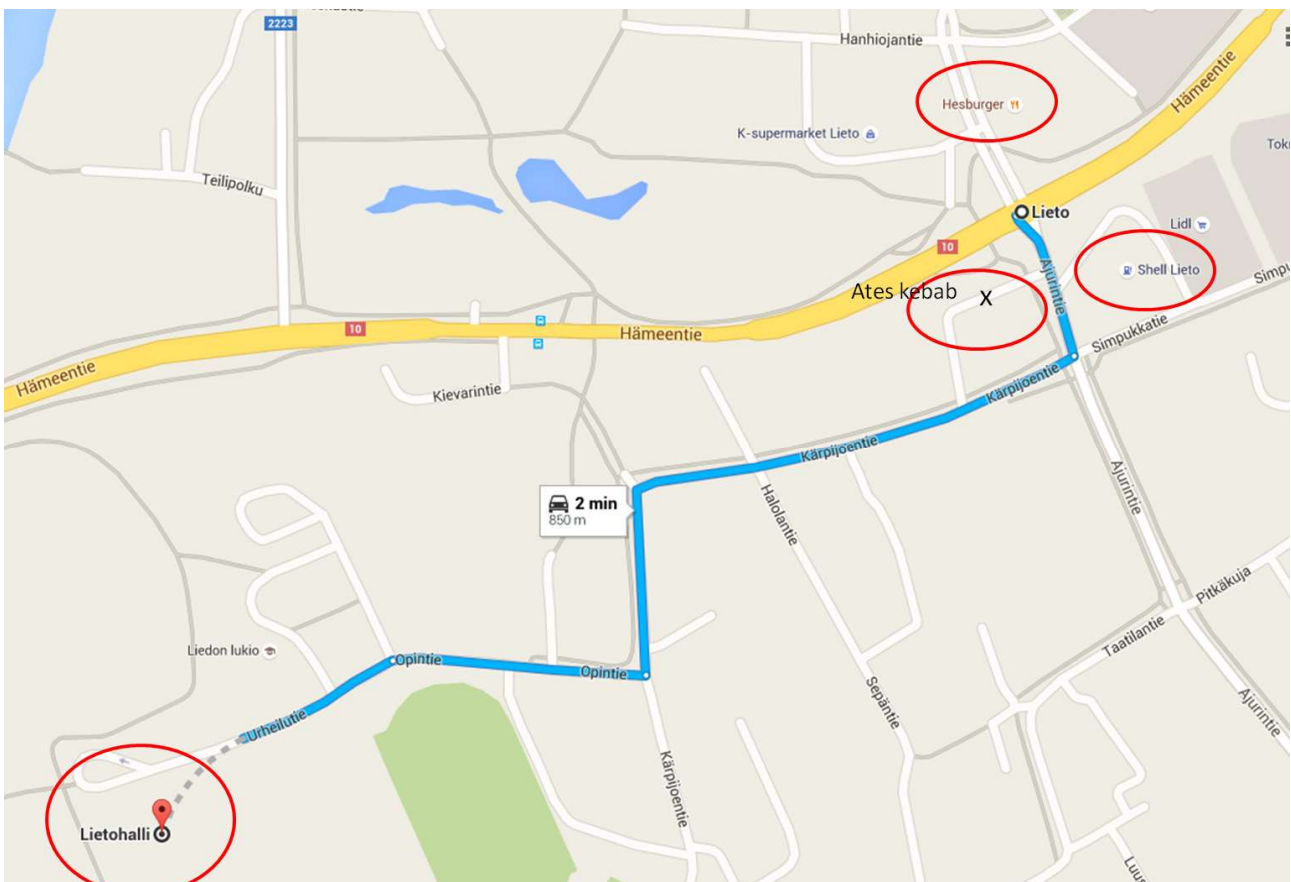 2223
Hanhiojantie
Hämeentie
Hesburger
K-supermarket Lieto
Teilipolku
Lieto
Lidl
10
Shell Lieto
Ajurintie
Ates kebab
X
10
Hämeentie
Simpukkatie
Hämeentie
Kievarintie
Kärpijoentie
Kärpijoentie
2 min
850 m
Halolantie
Ajurintie
Pitkäkuja
Taatilantie
Liedon lukio
Opintie
Opintie
Sepäntie
Ajurintie
Urheilutie
Kärpijoentie
Lietohalli